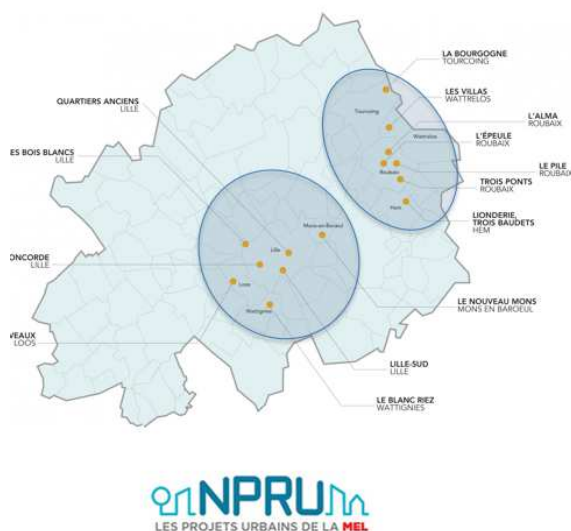 LA BOURGOGNE
TOURCOING
LES VILLAS
WATTRELOS
L'ALMA
ROUBAIX
L'ÉPEULE
ROUBAIX
LE PILE
ROUBAIX
TROIS PONTS
ROUBAIX
LIONDERIE,
TROIS BAUDETS
HEM
QUARTIERS ANCIENS
LILLE
ES BOIS BLANCS
LILLE
ONCORDE
LILLE
VEAUX
LOOS
Tourcoing
Wattrelos
Roubaix
Hem
Mons-en-Baroeul
Lille
Loos
Wattignies
LE NOUVEAU MONS
MONS EN BAROEUL
LILLE-SUD
LILLE
LE BLANC RIEZ
WATTIGNIES
NPRU
LES PROJETS URBAINS DE LA MEL